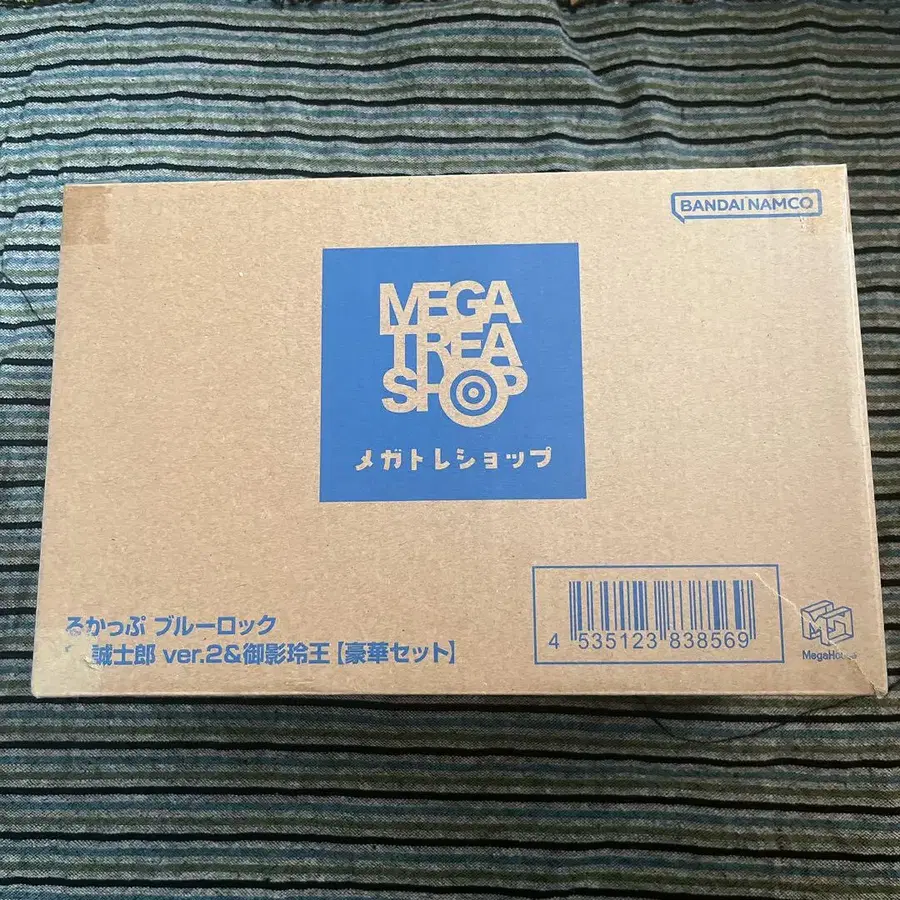 BANDAI NAMCO
MEGA
TREA
SHOP
メガトレショップ
るかっぷ ブルーロック
誠士郎 ver.2&御影玲王【豪華セット】
4 535123 838569
MegaHouse